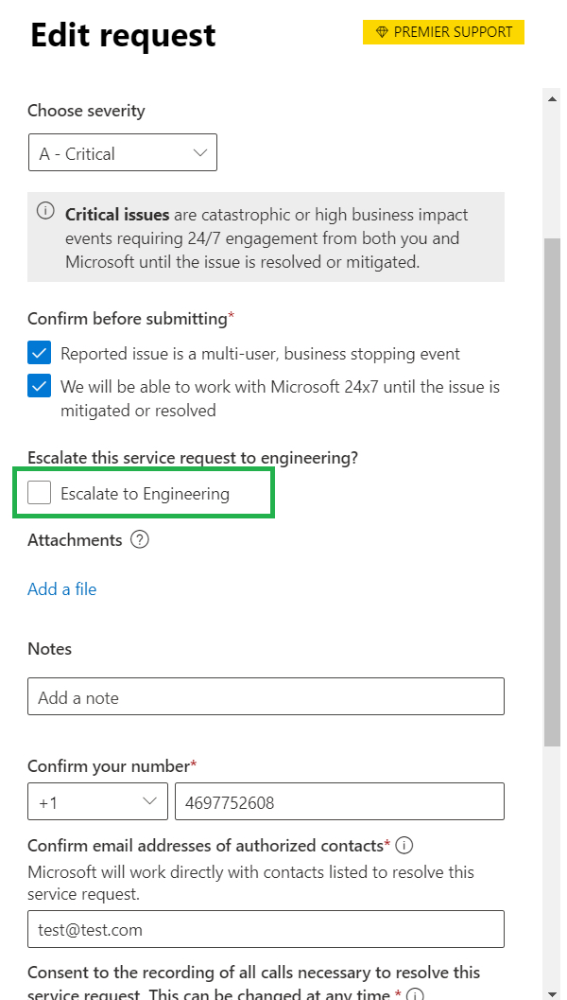 Edit request
PREMIER SUPPORT
Choose severity
A - Critical
Critical issues are catastrophic or high business impact
events requiring 24/7 engagement from both you and
Microsoft until the issue is resolved or mitigated.
Confirm before submitting*
Reported issue is a multi-user, business stopping event
We will be able to work with Microsoft 24x7 until the issue is
mitigated or resolved
Escalate this service request to engineering?
Escalate to Engineering
Attachments
Add a file
Notes
Add a note
Confirm your number*
+1
4697752608
Confirm email addresses of authorized contacts*
Microsoft will work directly with contacts listed to resolve this
service request.
test@test.com
Consent to the recording of all calls necessary to resolve this
service request. This can be changed at any time.*